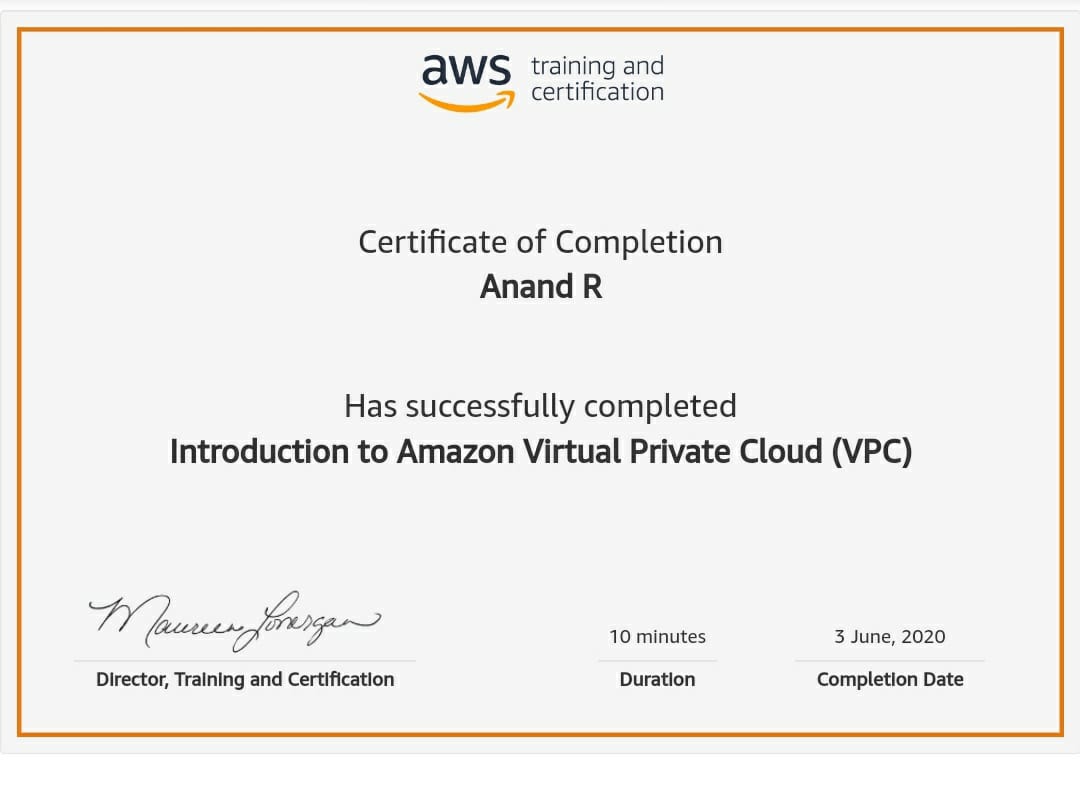 aws training and
certification
Certificate of Completion
Anand R
Has successfully completed
Introduction to Amazon Virtual Private Cloud (VPC)
Maureen Lonergan
10 minutes
3 June, 2020
Director, Training and Certification
Duration
Completion Date